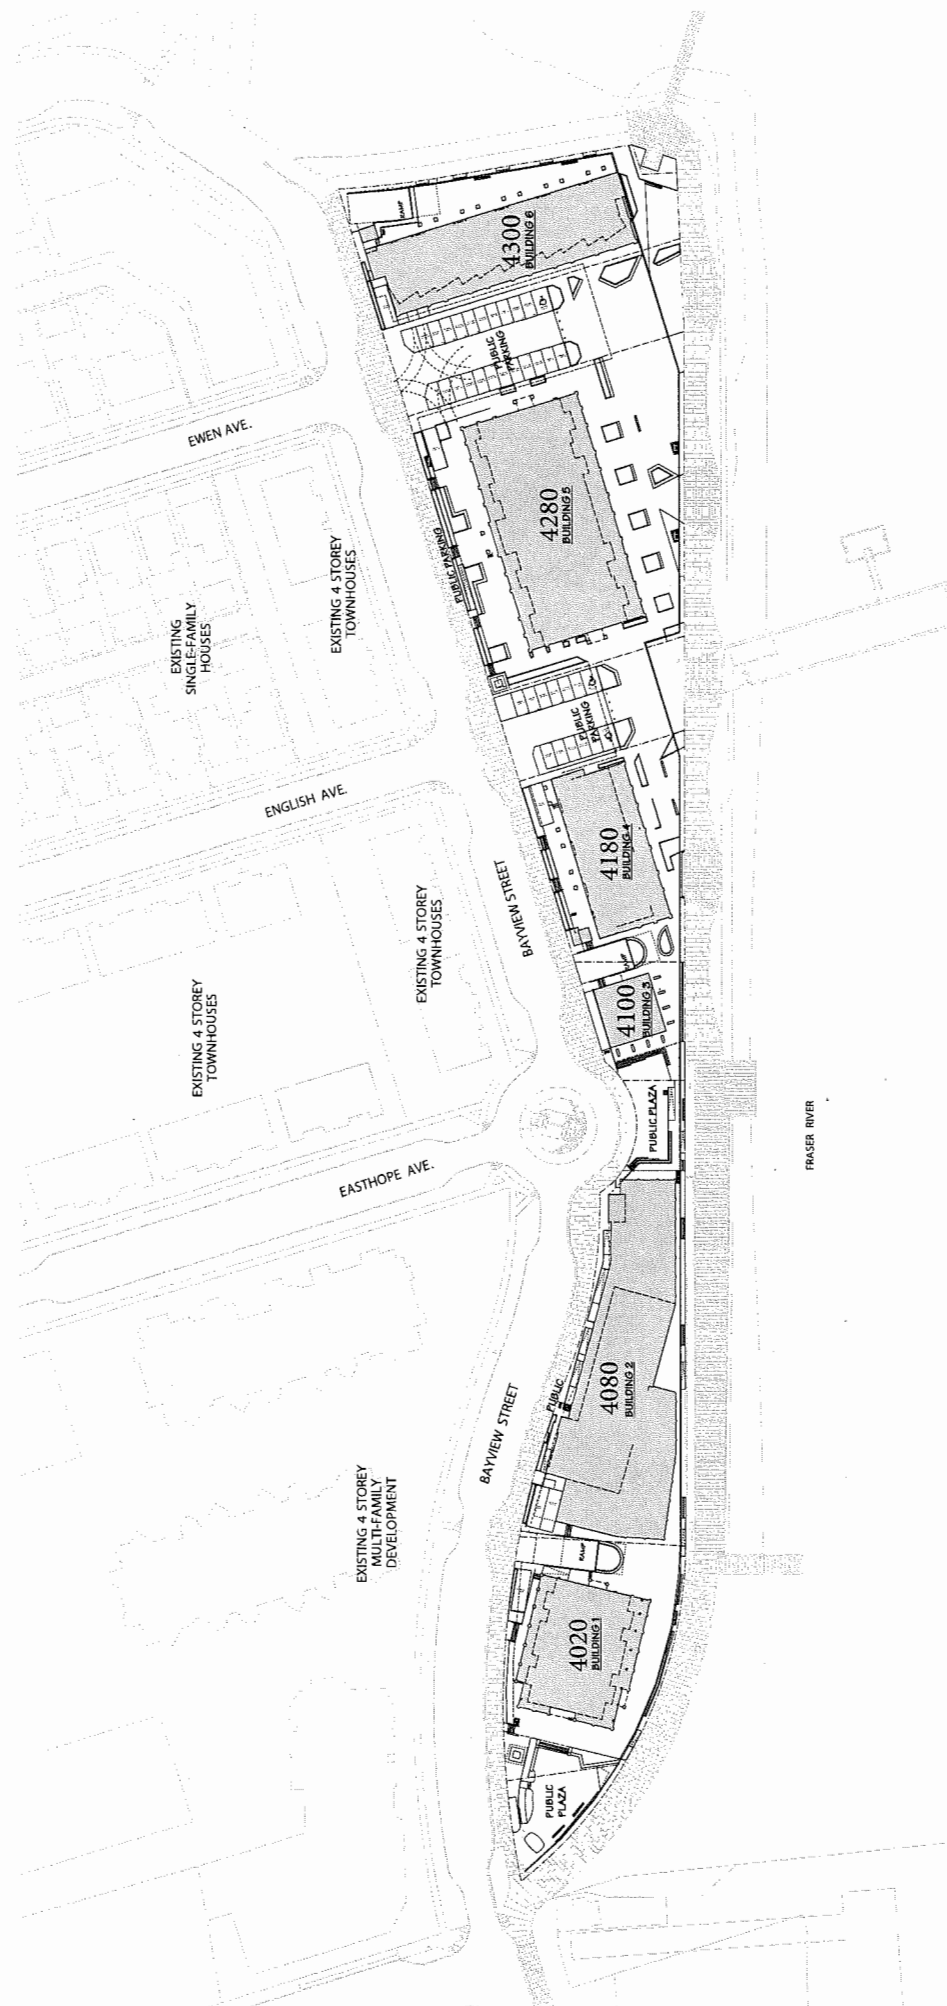 RAMP
4300
BUILDING 6
PUBLIC
PARKING
EWEN AVE.
4280
BUILDING 5
PUBLIC PARKING
EXISTING 4 STOREY
TOWNHOUSES
EXISTING
SINGLE-FAMILY
HOUSES
PUBLIC
PARKING
ENGLISH AVE.
4180
BUILDING 4
BAYVIEW STREET
EXISTING 4 STOREY
TOWNHOUSES
EXISTING 4 STOREY
TOWNHOUSES
RAMP
4100
BUILDING 3
PUBLIC PLAZA
FRASER RIVER
EASTHOPE AVE.
4080
BUILDING 2
PUBLIC
BAYVIEW STREET
EXISTING 4 STOREY
MULTI-FAMILY
DEVELOPMENT
RAMP
4020
BUILDING 1
PUBLIC
PLAZA